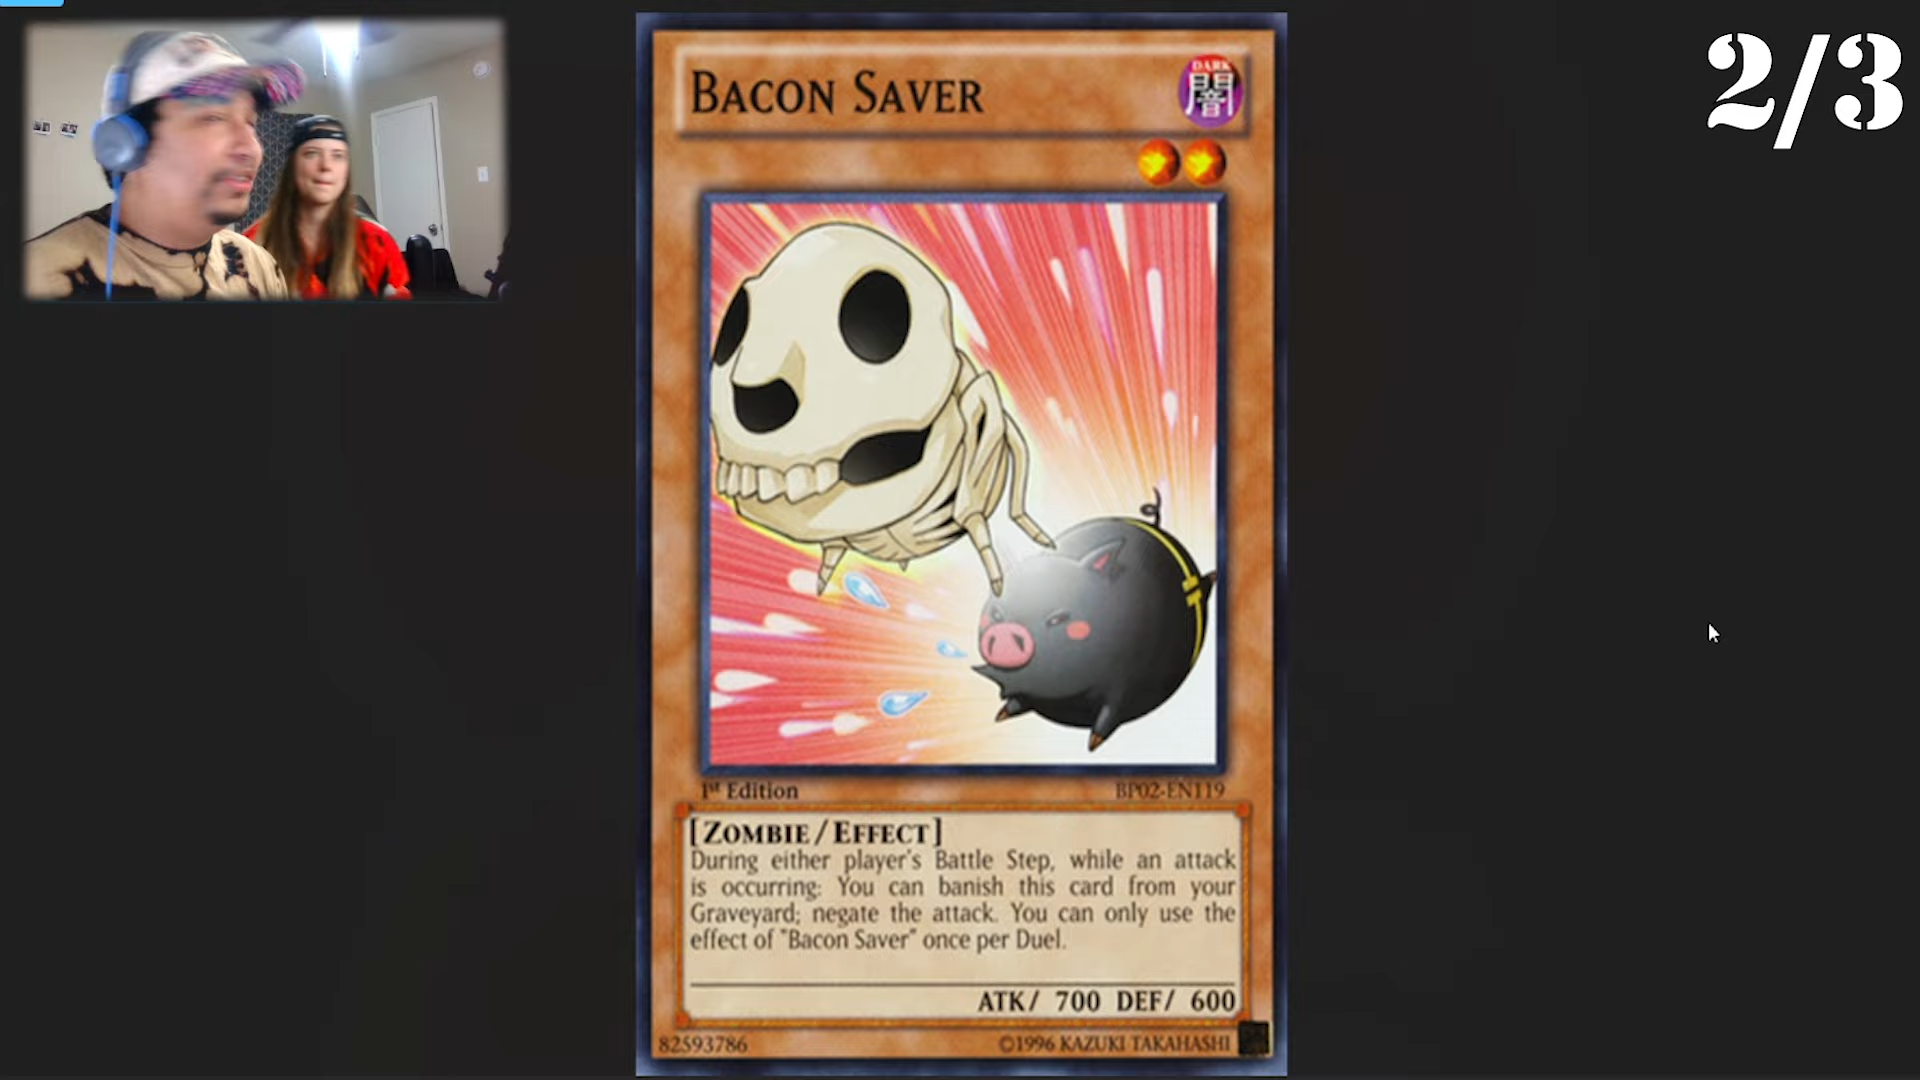 2/3
BACON SAVER
DARK
闇
1st Edition
BP02-EN119
[ZOMBIE/EFFECT]
During either player's Battle Step, while an attack
is occurring: You can banish this card from your
Graveyard; negate the attack. You can only use the
effect of "Bacon Saver" once per Duel.
ATK/ 700 DEF/ 600
82593786
©1996 KAZUKI TAKAHASHI